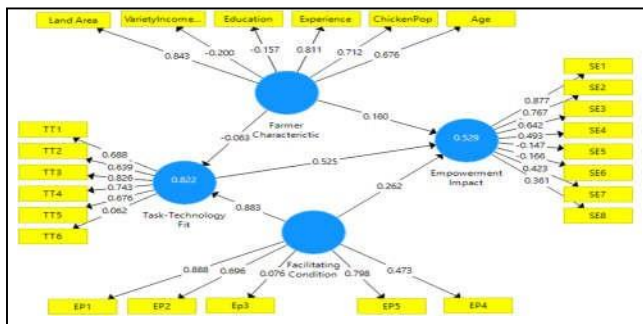 Land Area
VarietyIncome...
Education
Experience
ChickenPop
Age
0.843
-0.200
-0.157
0.811
0.712
0.676
Farmer
Characterictic
SE1
SE2
SE3
SE4
SE5
SE6
SE7
SE8
0.877
0.767
0.642
0.493
-0.147
-0.166
0.423
0.361
0.529
Empowerment
Impact
0.160
-0.063
0.525
0.262
0.883
TT1
TT2
TT3
TT4
TT5
TT6
0.688
0.639
0.826
0.743
0.676
0.062
0.822
Task-Technology
Fit
Facilitating
Condition
0.888
0.696
0.076
0.798
0.473
EP1
EP2
Ep3
EP5
EP4